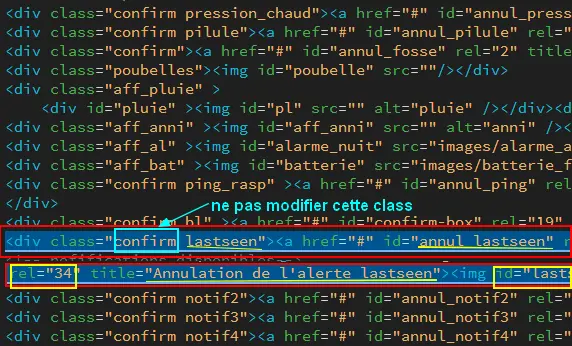 <div class="confirm pression_chaud"><a href="#" id="annul_press
<div class="confirm pilule"><a href="#" id="annul_pilule" rel="
<div class="confirm"><a href="#" id="annul_fosse" rel="2" title
<div class="poubelles"><img id="poubelle" src=""/></div>
<div class="aff_pluie" >
<div id="pluie" ><img id="pl" src="" alt="pluie" /></div><d
<div class="aff_anni" ><img id="aff_anni" src="" alt="anni" /><
<div class="aff_al" ><img id="alarme_nuit" src="images/alarme_a
<div class="aff_bat" ><img id="batterie" src="images/batterie_f
<div class="confirm ping_rasp" ><a href="#" id="annul_ping" rel
</div>
ne pas modifier cette class
<div class="confirm bl" ><a href="#" id="confirm-box" rel="19"
<div class="confirm lastseen"><a href="#" id="annul_lastseen" r
rel="34" title="Annulation de l'alerte lastseen"><img id="lasts
<div class="confirm notif2"><a href="#" id="annul_notif2" rel="
<div class="confirm notif3"><a href="#" id="annul_notif3" rel="
<div class="confirm notif4"><a href="#" id="annul_notif4" rel="